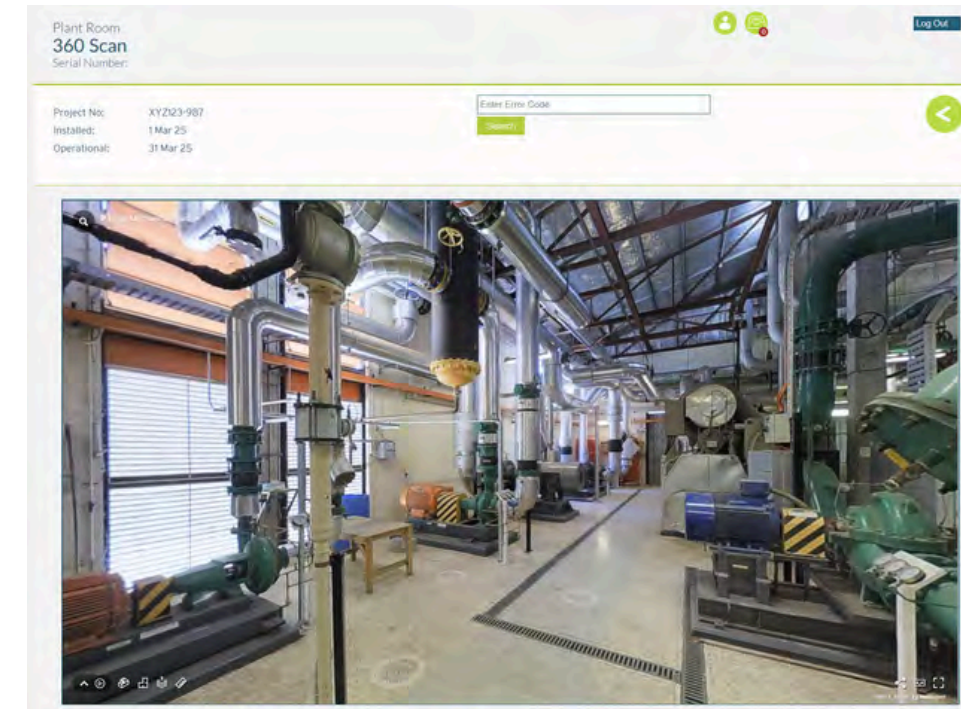 Plant Room
360 Scan
Serial Number:
Log Out
Project No: XYZ123-987
Installed: 1 Mar 25
Operational: 31 Mar 25
Enter Error Code
Search